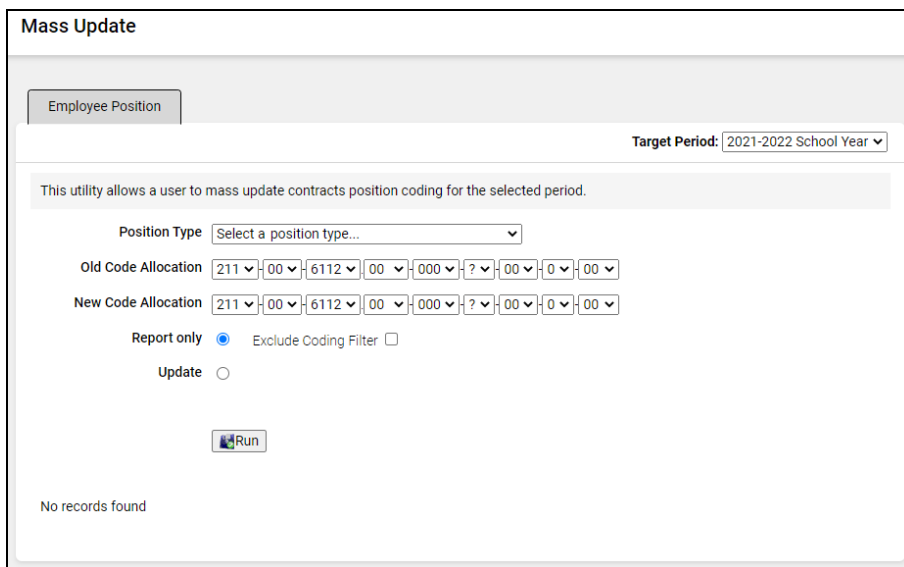 Mass Update
Employee Position
Target Period: 2021-2022 School Year
This utility allows a user to mass update contracts position coding for the selected period.
Position Type Select a position type...
Old Code Allocation 211 - 00 - 6112 . 00 - 000 - ? - 00 - 0 - 00
New Code Allocation 211 - 00 - 6112 . 00 - 000 - ? - 00 - 0 - 00
Report only Exclude Coding Filter
Update
Run
No records found